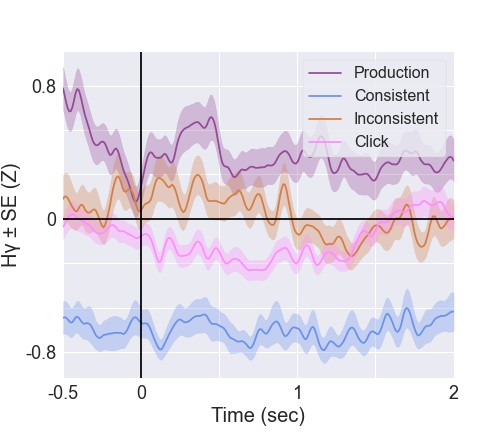 Production
Consistent
Inconsistent
Click
0.8
0
-0.8
Hγ ± SE (Z)
-0.5
0
1
2
Time (sec)